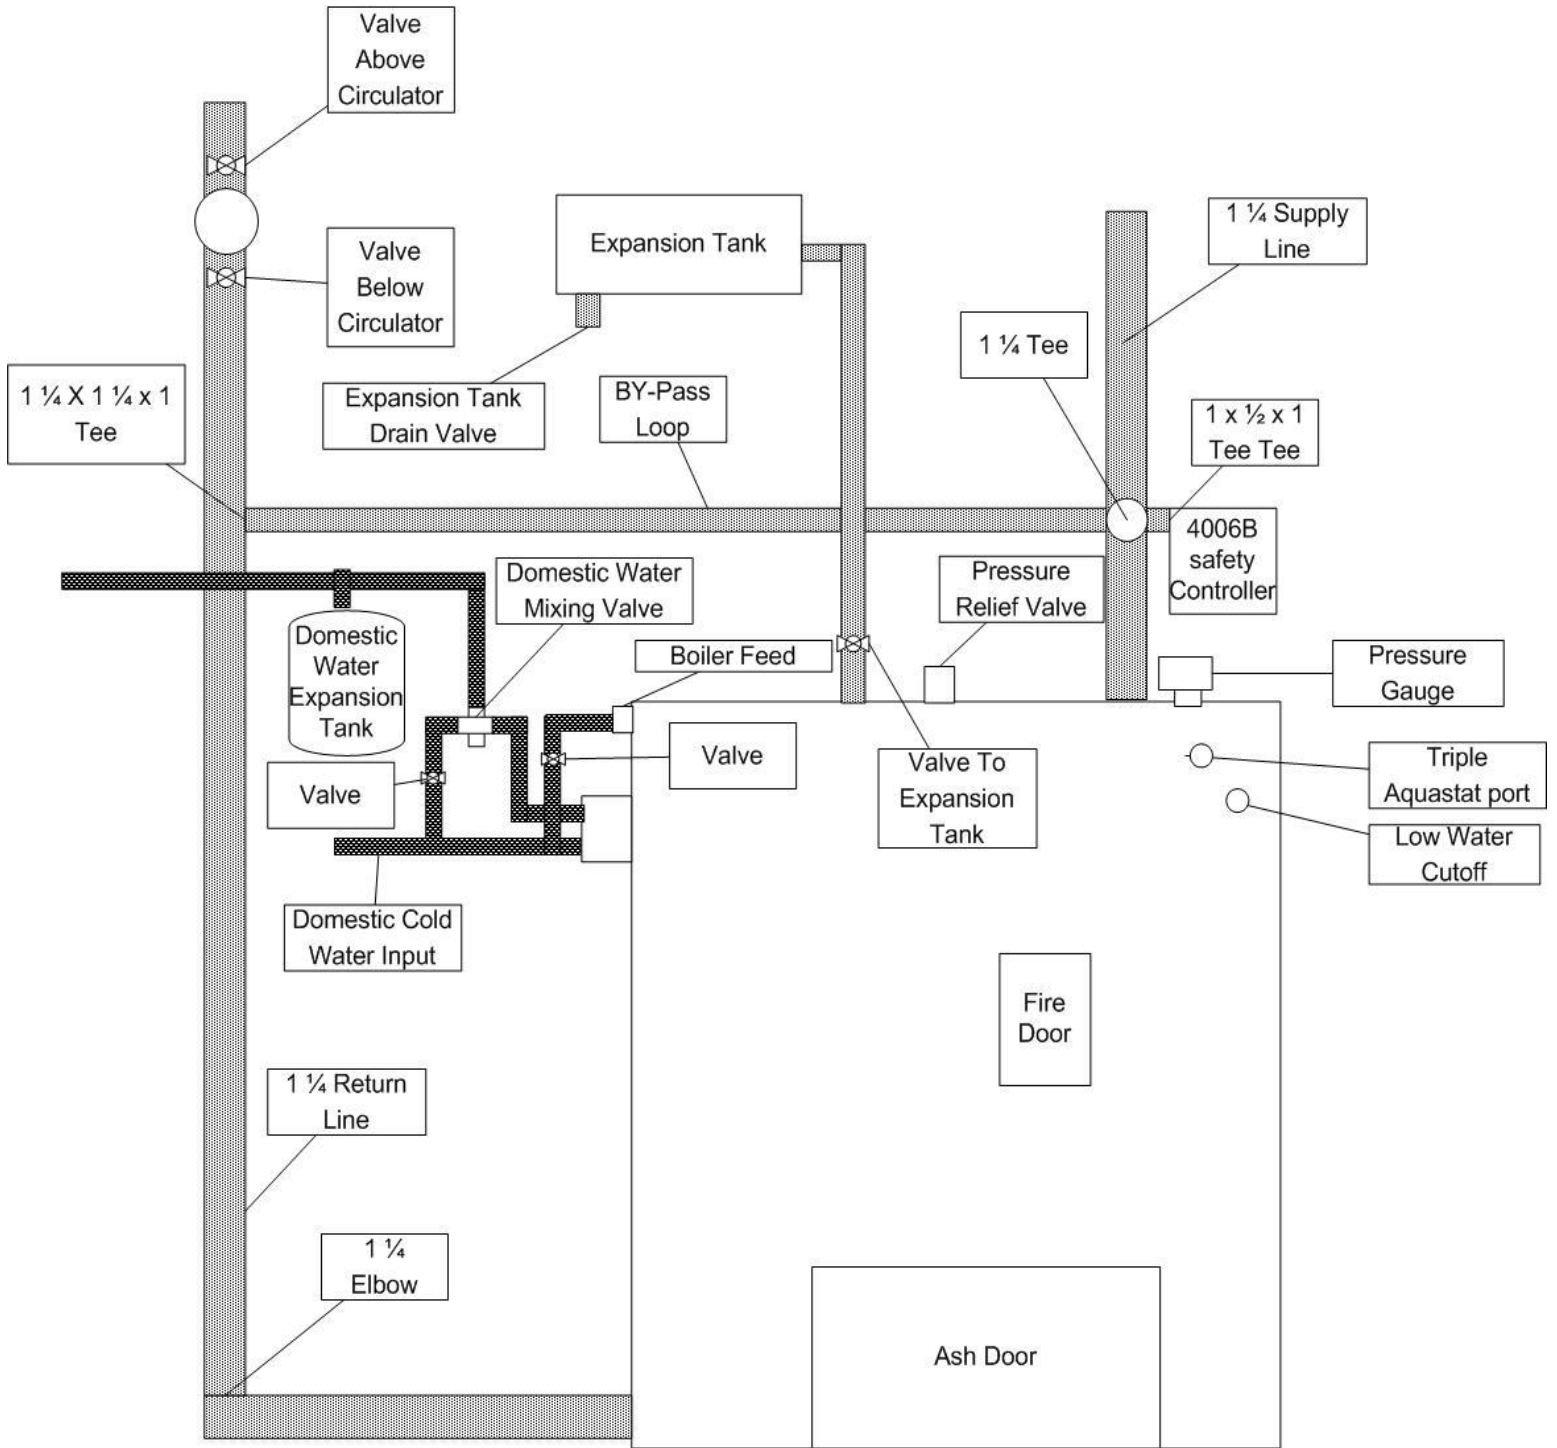 Valve
Above
Circulator
1 ¼ Supply
Line
Expansion Tank
Valve
Below
Circulator
1 ¼ Tee
1 ¼ X 1 ¼ x 1
Tee
Expansion Tank
Drain Valve
BY-Pass
Loop
1 x ½ x 1
Tee Tee
4006B
safety
Controller
Domestic Water
Mixing Valve
Pressure
Relief Valve
Domestic
Water
Expansion
Tank
Boiler Feed
Pressure
Gauge
Valve
Valve
Valve To
Expansion
Tank
Triple
Aquastat port
Low Water
Cutoff
Domestic Cold
Water Input
Fire
Door
1 ¼ Return
Line
1 ¼
Elbow
Ash Door